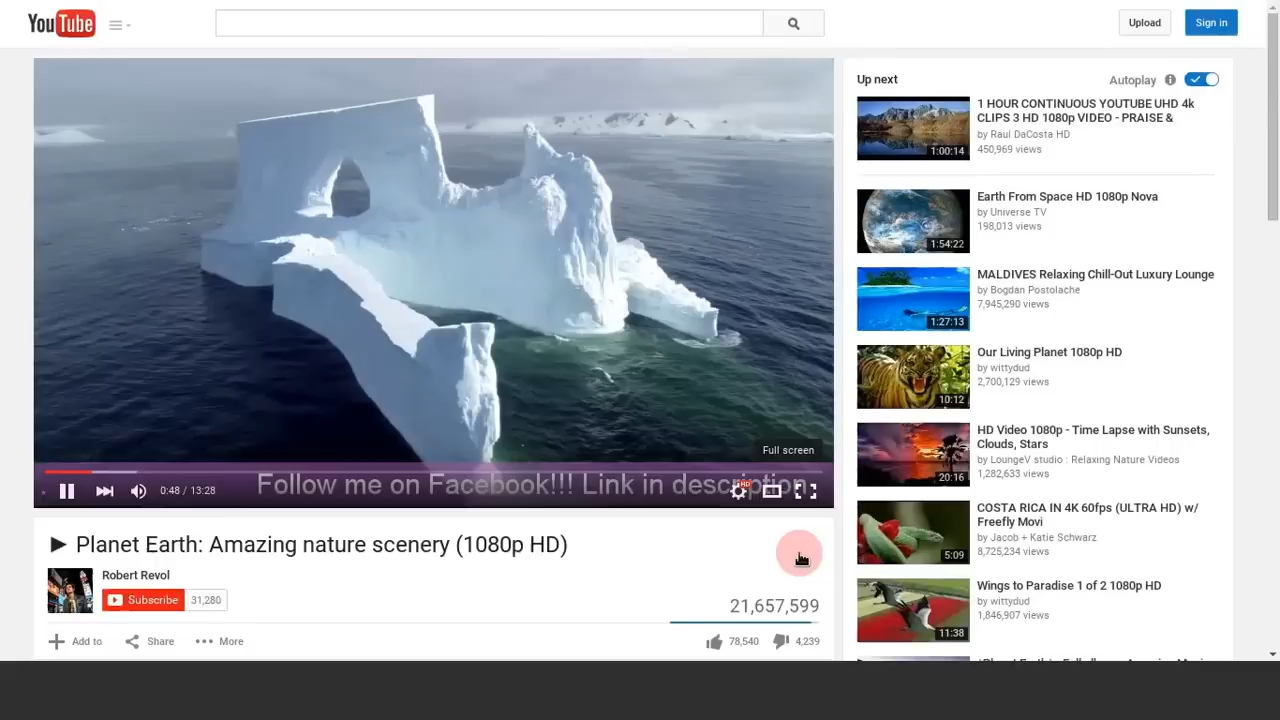 YouTube
Upload
Sign in
Up next
Autoplay
1 HOUR CONTINUOUS YOUTUBE UHD 4k
CLIPS 3 HD 1080p VIDEO - PRAISE &
by Raul DaCosta HD
450,969 views
1:00:14
Earth From Space HD 1080p Nova
by Universe TV
198,013 views
1:54:22
MALDIVES Relaxing Chill-Out Luxury Lounge
by Bogdan Postolache
7,945,290 views
1:27:13
Our Living Planet 1080p HD
by wittydud
2,700,129 views
10:12
HD Video 1080p - Time Lapse with Sunsets,
Clouds, Stars
by LoungeV studio : Relaxing Nature Videos
1,282,633 views
20:16
COSTA RICA IN 4K 60fps (ULTRA HD) w/
Freefly Movi
by Jacob + Katie Schwarz
8,725,234 views
5:09
Wings to Paradise 1 of 2 1080p HD
by wittydud
1,846,907 views
11:38
Full screen
Follow me on Facebook!!! Link in description
0:48 / 13:28
HD
► Planet Earth: Amazing nature scenery (1080p HD)
Robert Revol
Subscribe 31,280
21,657,599
Add to Share More
78,540 4,239